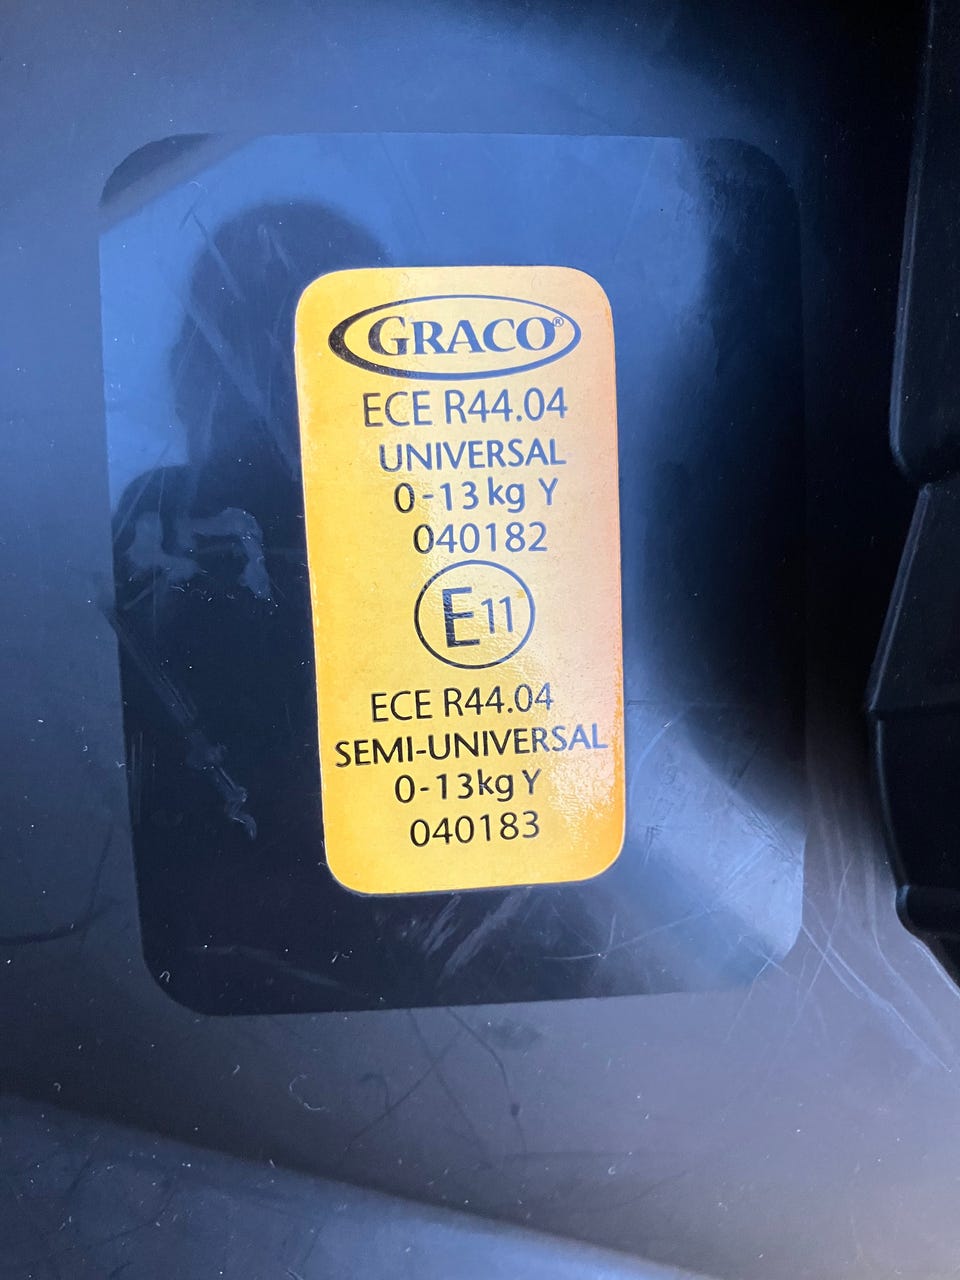 GRACO®
ECE R44.04
UNIVERSAL
0-13kg Y
040182
E11
ECE R44.04
SEMI-UNIVERSAL
0-13kg Y
040183